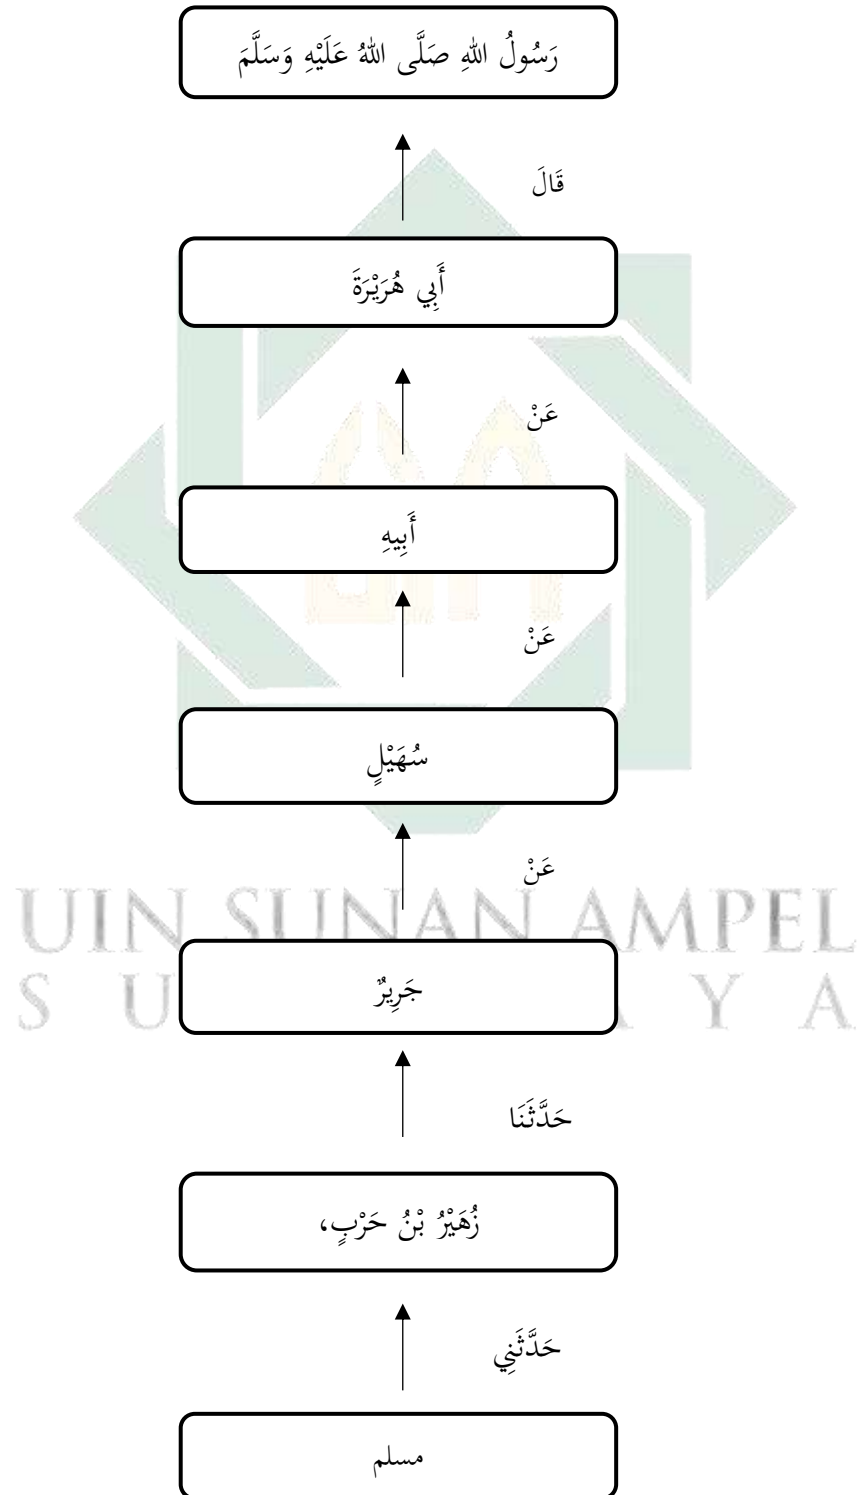 رَسُولُ اللهِ صَلَّى اللهُ عَلَيْهِ وَسَلَّمَ
قَالَ
أَبِي هُرَيْرَةَ
عَنْ
أَبِيهِ
عَنْ
سُهَيْلٍ
عَنْ
UIN SUNAN AMPEL
جَرِيرٌ
S U Y A
حَدَّثَنَا
زُهَيْرُ بْنُ حَرْبٍ،
حَدَّثَنِي
مسلم